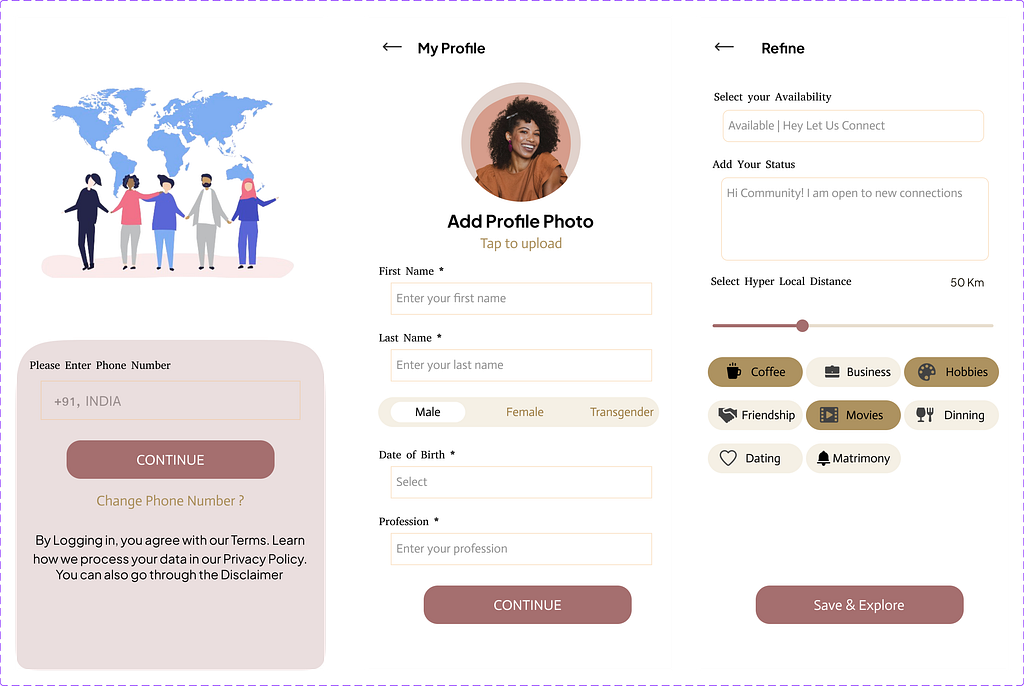 Please Enter Phone Number
+91, INDIA
CONTINUE
Change Phone Number ?
By Logging in, you agree with our Terms. Learn
how we process your data in our Privacy Policy.
You can also go through the Disclaimer
My Profile
Add Profile Photo
Tap to upload
First Name *
Enter your first name
Last Name *
Enter your last name
Male Female Transgender
Date of Birth *
Select
Profession *
Enter your profession
CONTINUE
Refine
Select your Availability
Available | Hey Let Us Connect
Add Your Status
Hi Community! I am open to new connections
Select Hyper Local Distance 50 Km
Coffee Business Hobbies
Friendship Movies Dinning
Dating Matrimony
Save & Explore